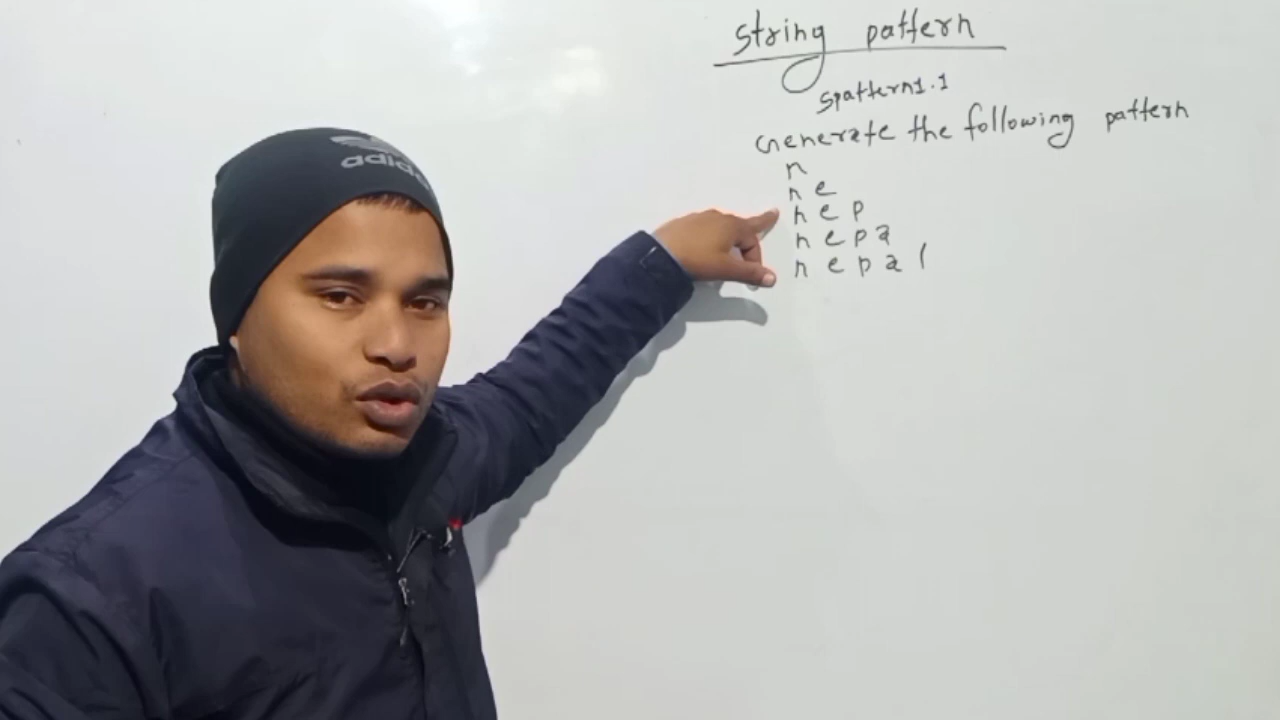 string pattern
spattern1.1
Generate the following pattern
n
n e
n e p
n e p a
n e p a l
adidas